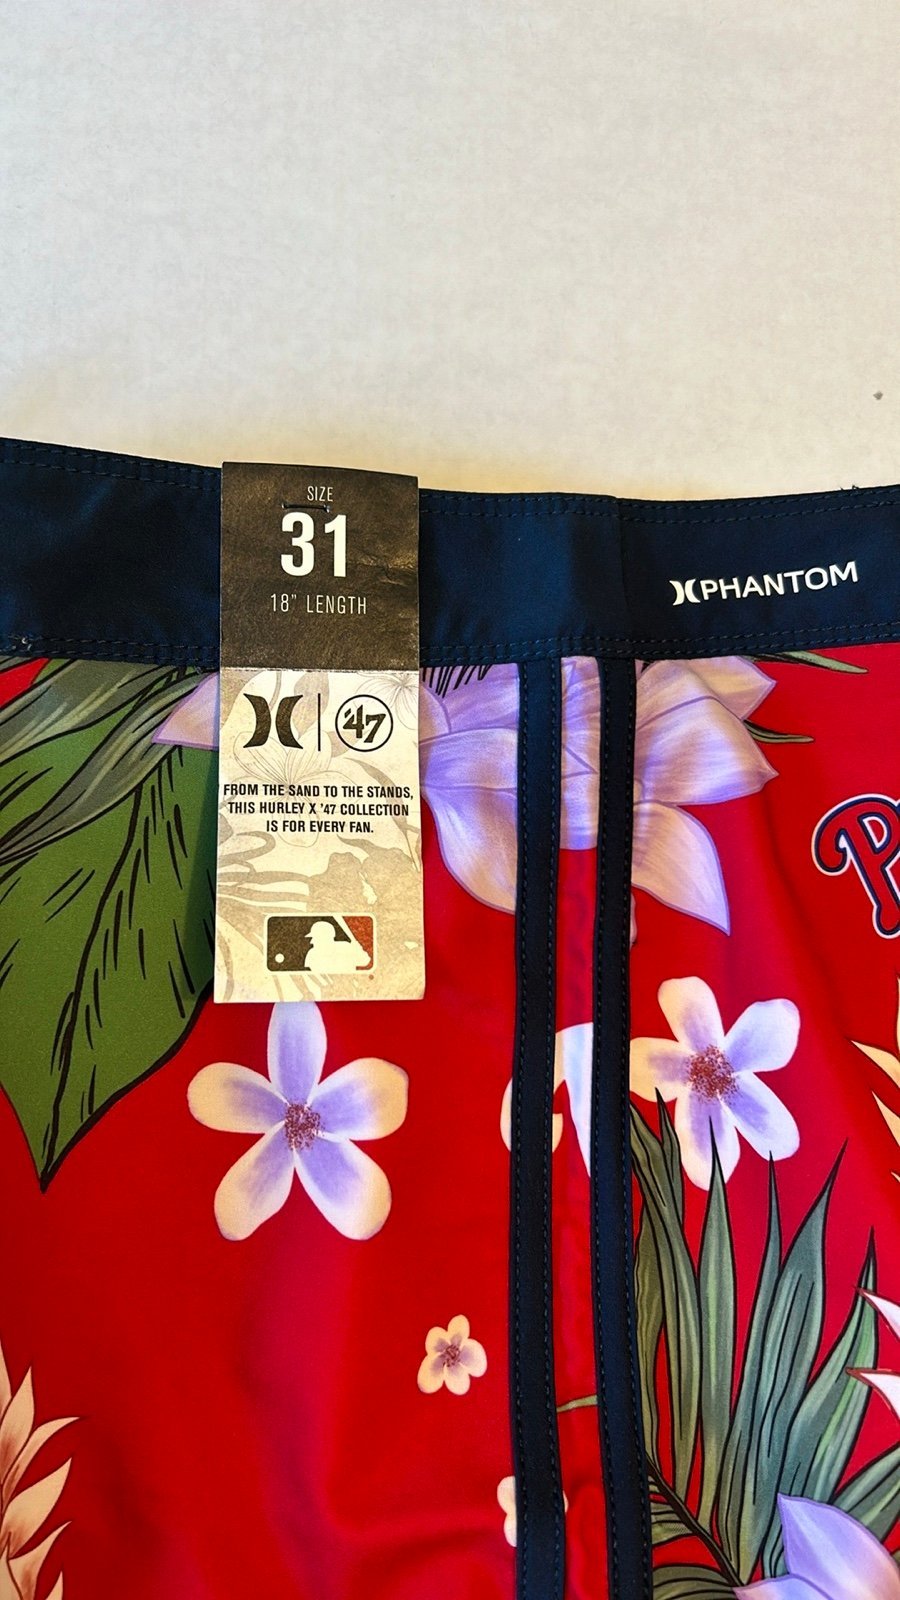 SIZE
31
18" LENGTH
'47
FROM THE SAND TO THE STANDS,
THIS HURLEY X '47 COLLECTION
IS FOR EVERY FAN.
PHANTOM
P